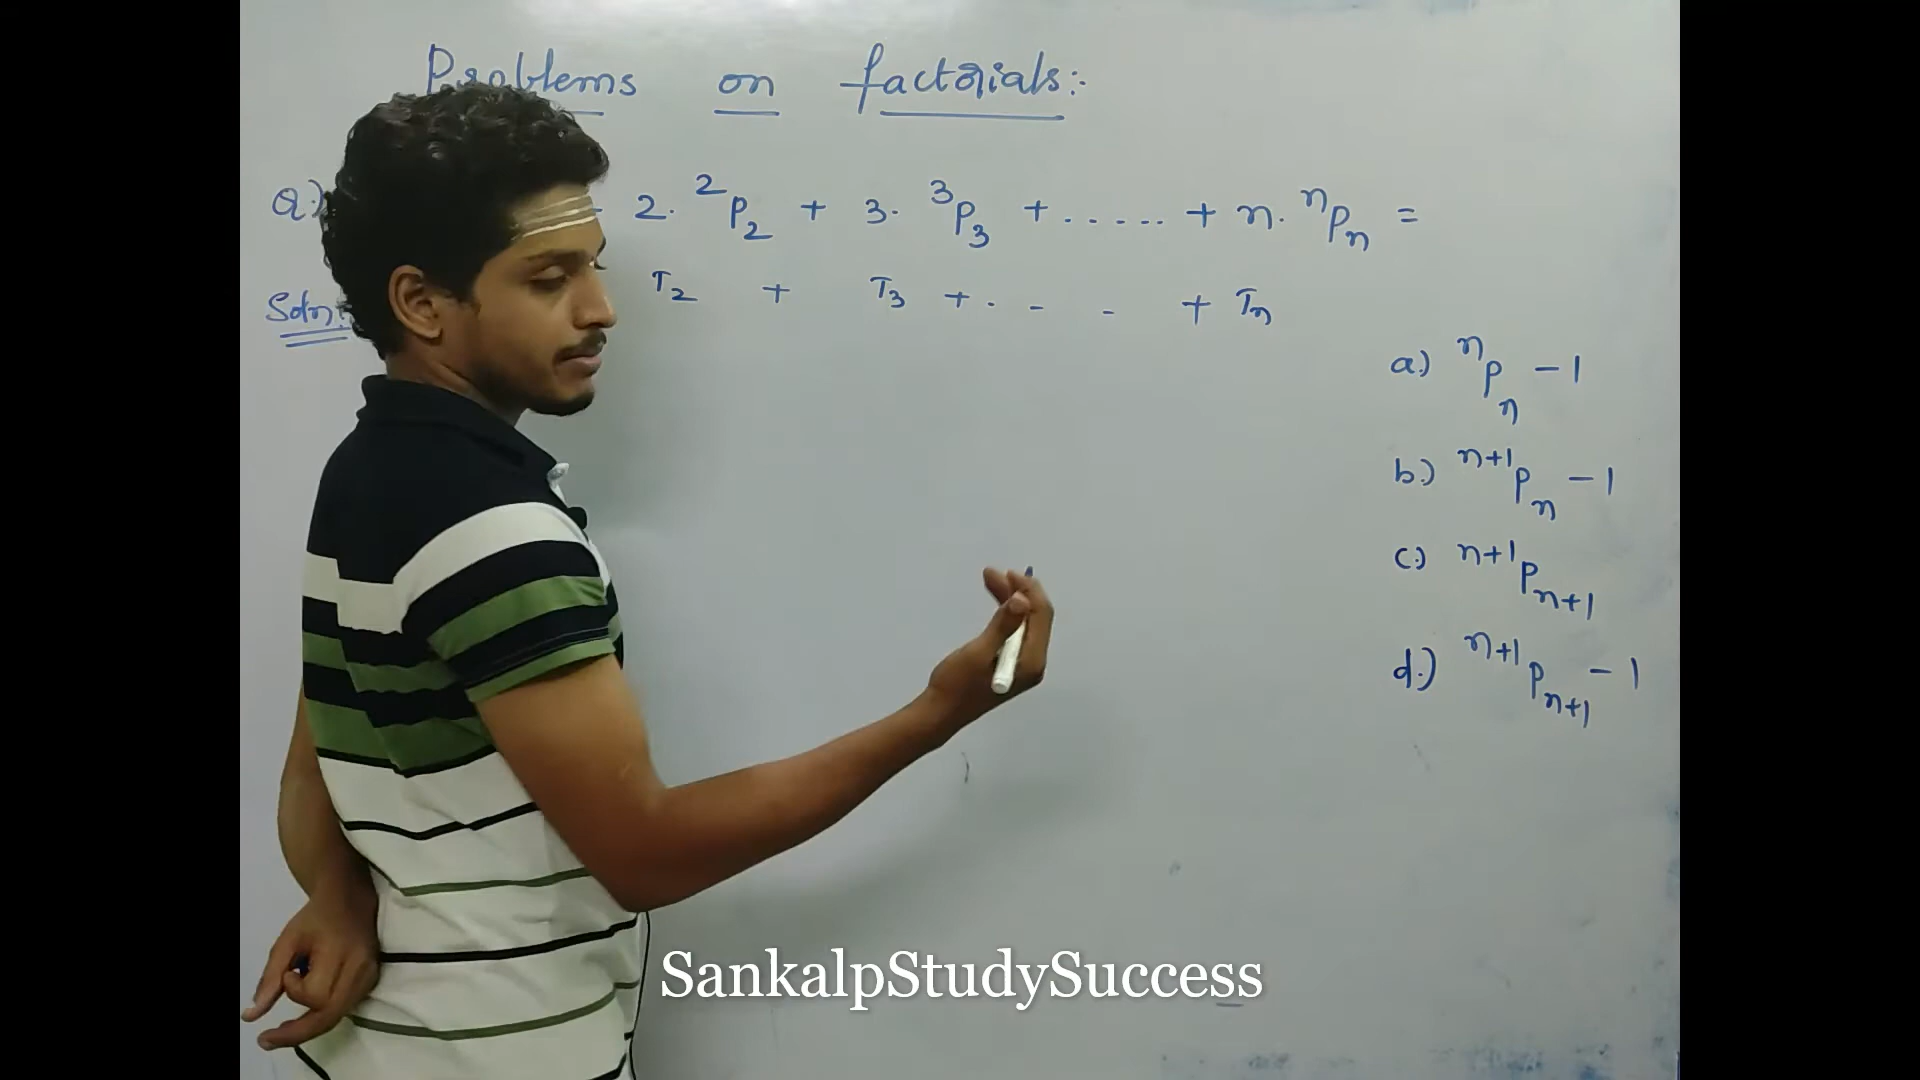 Problems on factorials:-
Q.) 2. ²P₂ + 3. ³P₃ + ...... + n. ⁿPₙ =
Soln: T₂ + T₃ + . - - + Tₙ
a.) ⁿPₙ - 1
b.) ⁿ⁺¹Pₙ - 1
c.) ⁿ⁺¹Pₙ₊₁
d.) ⁿ⁺¹Pₙ₊₁ - 1
SankalpStudySuccess